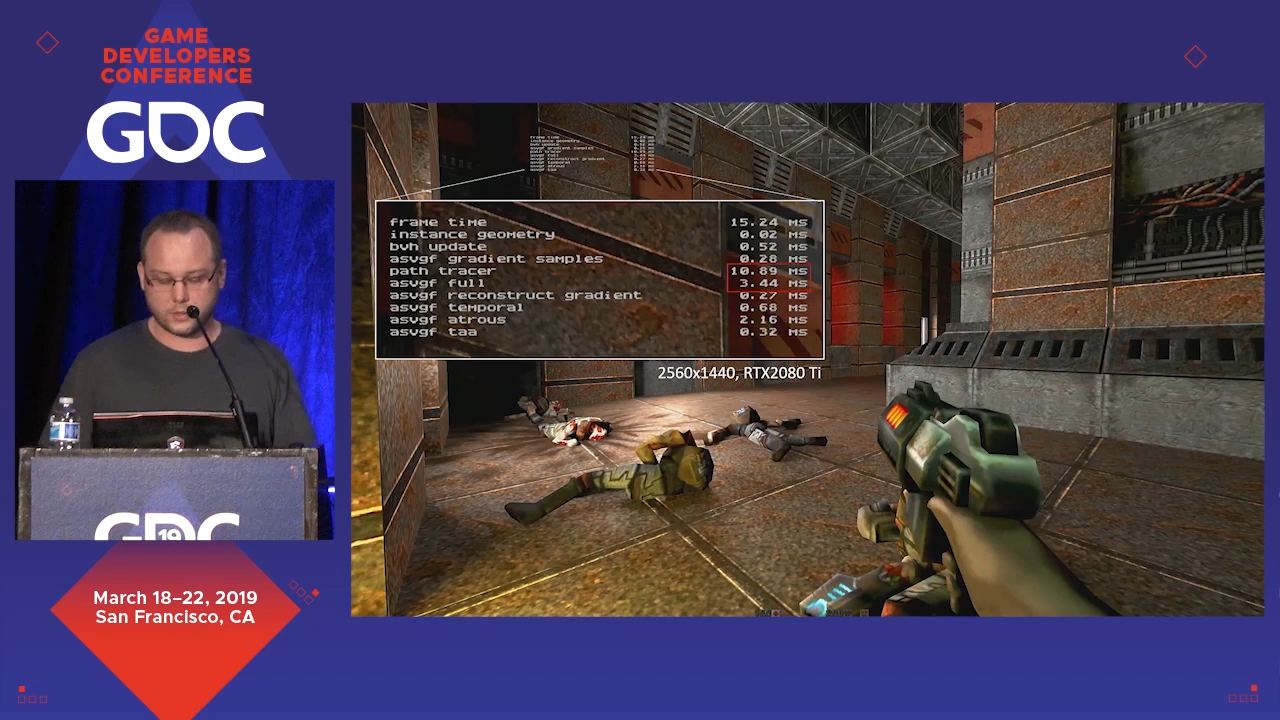 GAME
DEVELOPERS
CONFERENCE
GDC
frame time 15.24 ms
instance geometry 0.02 ms
bvh update 0.52 ms
asvgf gradient samples 0.28 ms
path tracer 10.89 ms
asvgf full 3.44 ms
asvgf reconstruct gradient 0.27 ms
asvgf temporal 0.68 ms
asvgf atrous 2.16 ms
asvgf taa 0.32 ms
2560x1440, RTX2080 Ti
GDC
19
March 18–22, 2019
San Francisco, CA